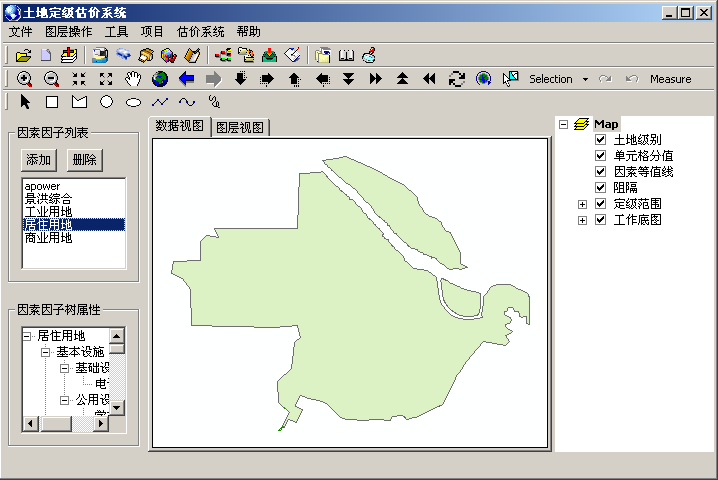 土地定级估价系统
文件 图层操作 工具 项目 估价系统 帮助
Selection Measure
因素因子列表
添加 删除
apower
景洪综合
工业用地
居住用地
商业用地
因素因子树属性
居住用地
基本设施
基础设
电
公用设
数据视图 图层视图
Map
土地级别
单元格分值
因素等值线
阻隔
定级范围
工作底图